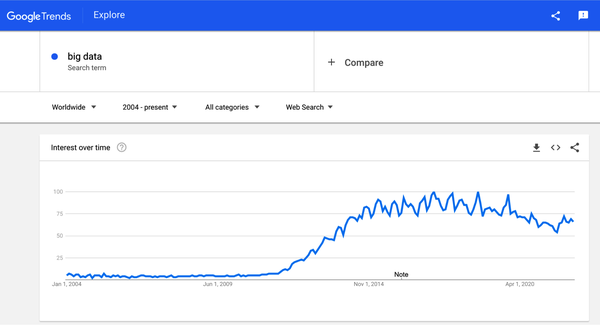 Google Trends Explore
big data
Search term
+ Compare
Worldwide 2004 - present All categories Web Search
Interest over time ?
100
75
50
25
Note
Jan 1, 2004 Jun 1, 2009 Nov 1, 2014 Apr 1, 2020